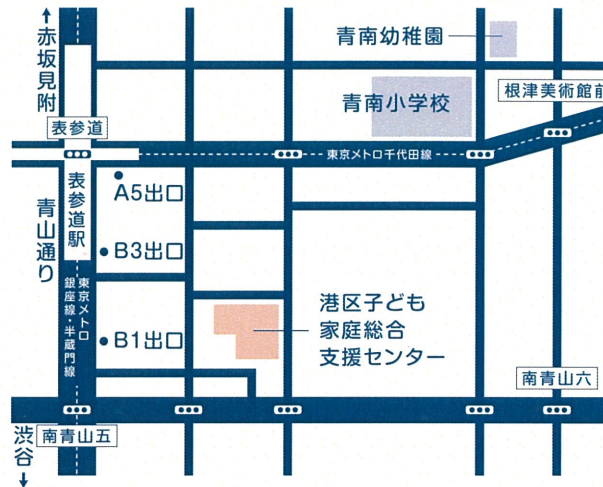 ↑
赤坂見附
青南幼稚園
青南小学校
根津美術館前
表参道
東京メトロ千代田線
表参道駅
A5出口
青山通り
B3出口
東京メトロ
銀座線・半蔵門線
港区子ども
家庭総合
支援センター
B1出口
南青山六
南青山五
渋谷
↓